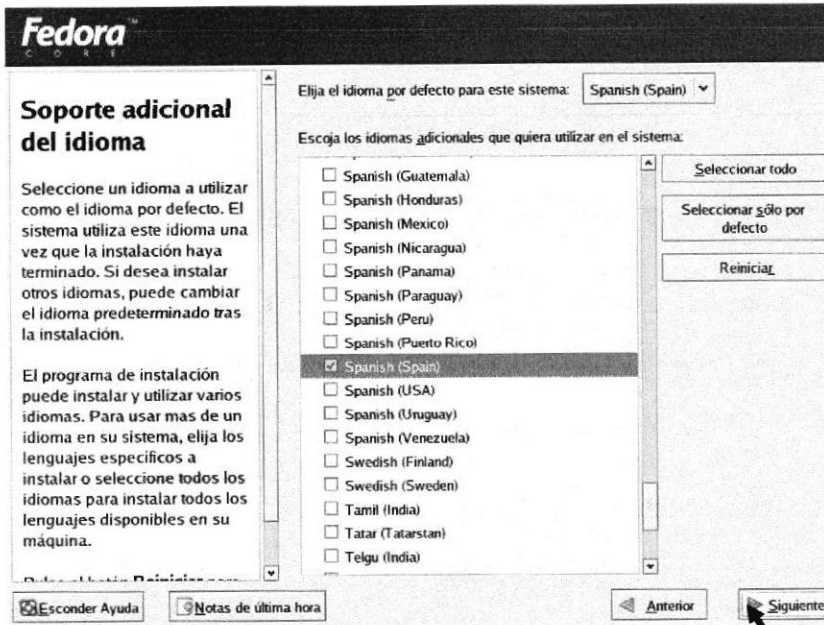 Fedora™
CORE
Soporte adicional
del idioma
Seleccione un idioma a utilizar
como el idioma por defecto. El
sistema utiliza este idioma una
vez que la instalación haya
terminado. Si desea instalar
otros idiomas, puede cambiar
el idioma predeterminado tras
la instalación.
El programa de instalación
puede instalar y utilizar varios
idiomas. Para usar mas de un
idioma en su sistema, elija los
lenguajes específicos a
instalar o seleccione todos los
idiomas para instalar todos los
lenguajes disponibles en su
máquina.
Elija el idioma por defecto para este sistema: Spanish (Spain)
Escoja los idiomas adicionales que quiera utilizar en el sistema:
Spanish (Guatemala)
Spanish (Honduras)
Spanish (Mexico)
Spanish (Nicaragua)
Spanish (Panama)
Spanish (Paraguay)
Spanish (Peru)
Spanish (Puerto Rico)
Spanish (Spain)
Spanish (USA)
Spanish (Uruguay)
Spanish (Venezuela)
Swedish (Finland)
Swedish (Sweden)
Tamil (India)
Tatar (Tatarstan)
Telgu (India)
Seleccionar todo
Seleccionar sólo por
defecto
Reiniciar
Esconder Ayuda
Notas de última hora
Anterior
Siguiente